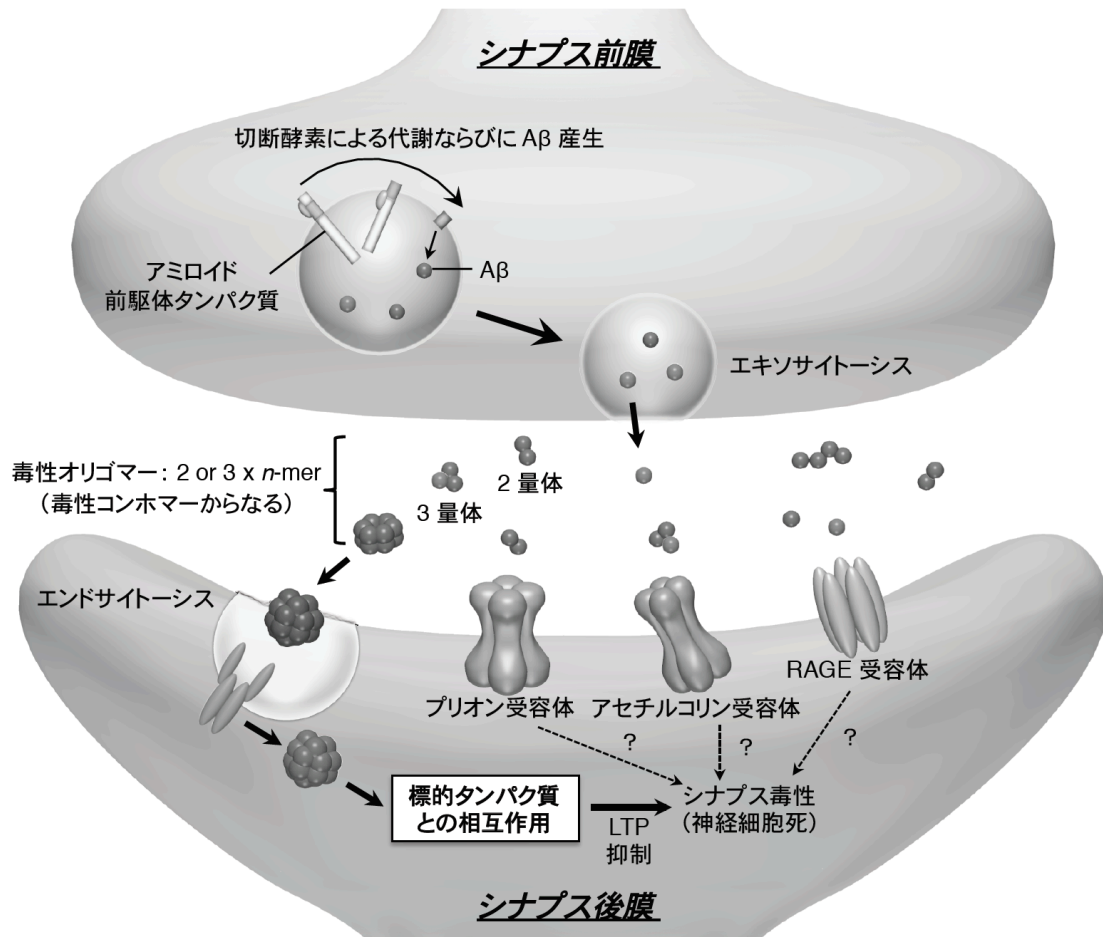 シナプス前膜
切断酵素による代謝ならびに Aβ 産生
アミロイド
前駆体タンパク質
Aβ
エキソサイトーシス
毒性オリゴマー： 2 or 3 x n-mer
（毒性コンホマーからなる）
2 量体
3 量体
エンドサイトーシス
プリオン受容体
アセチルコリン受容体
RAGE 受容体
?
?
?
標的タンパク質
との相互作用
LTP
抑制
シナプス毒性
（神経細胞死）
シナプス後膜